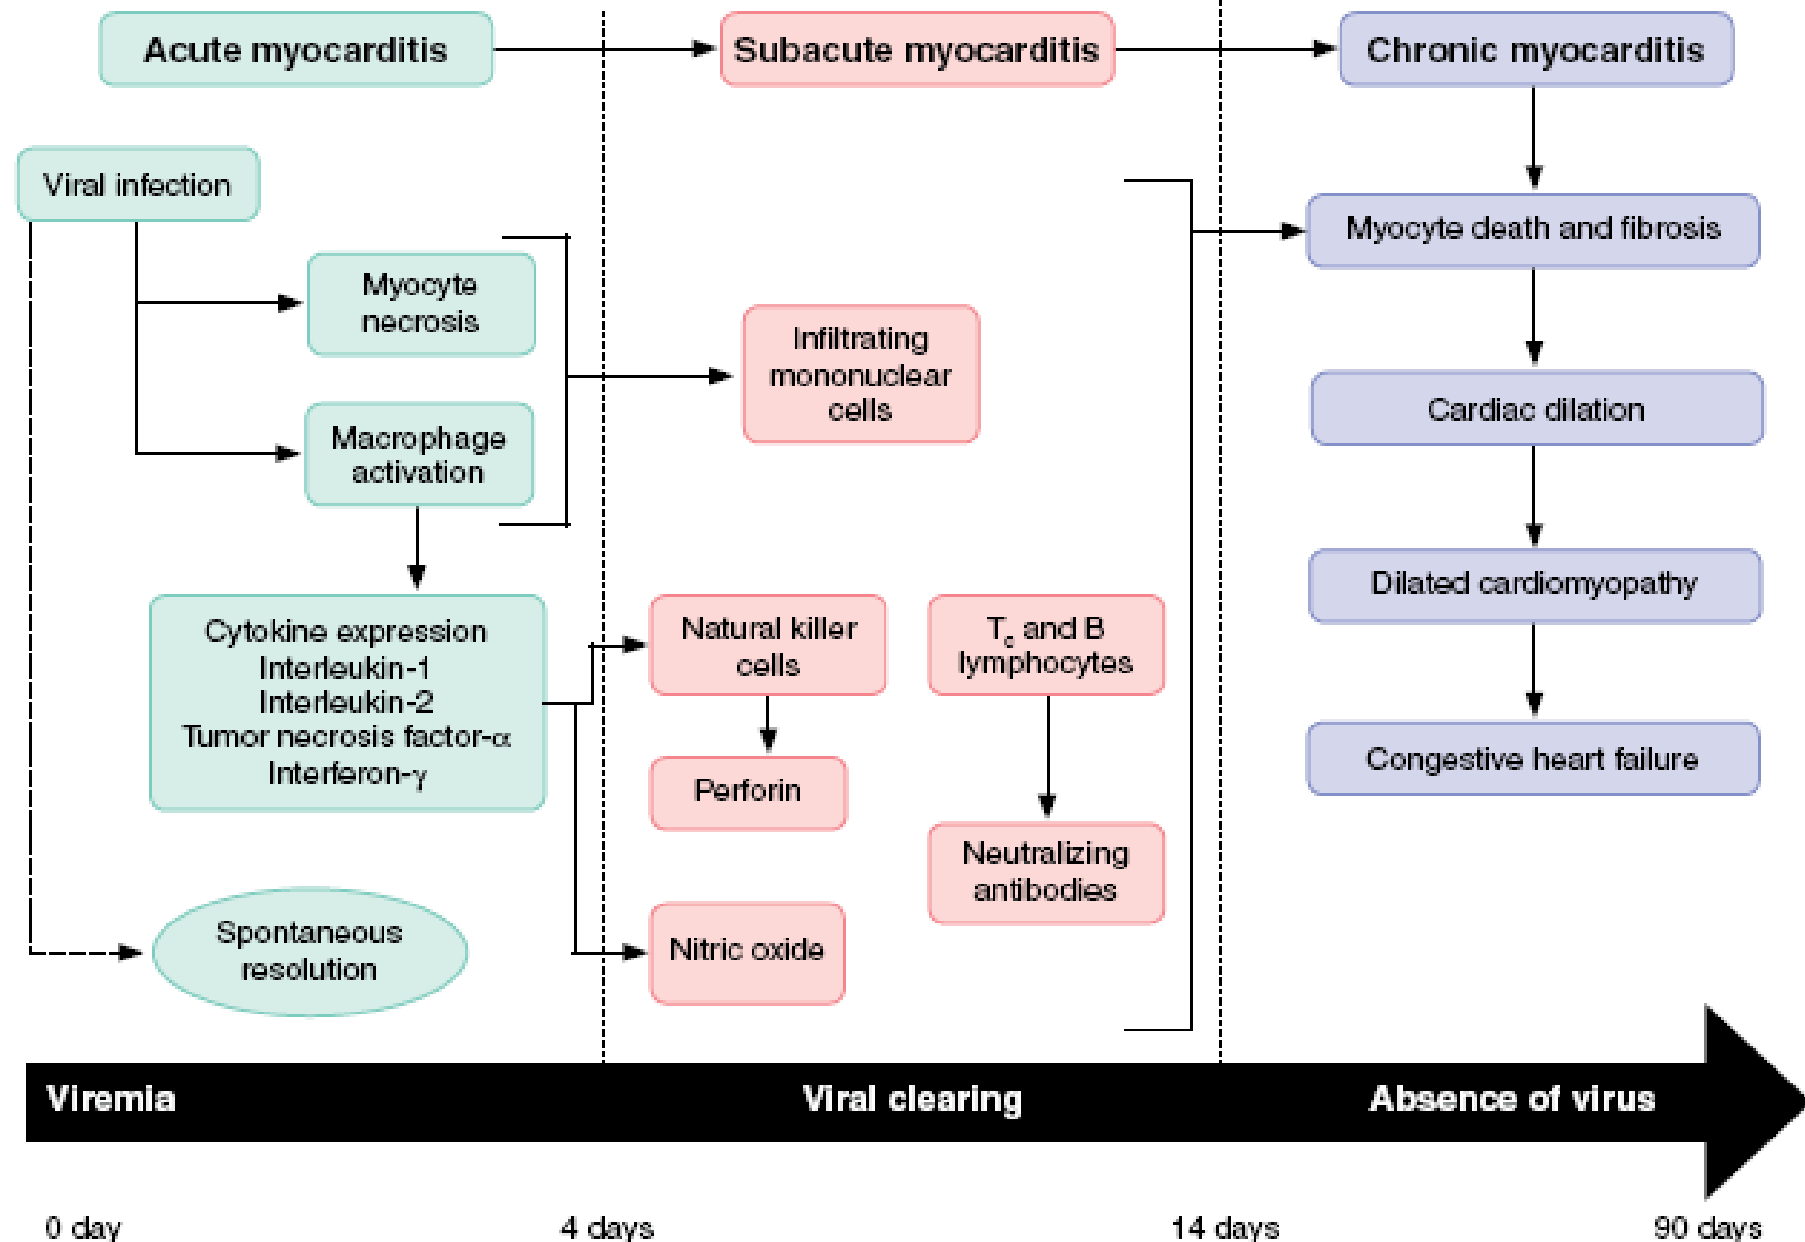 Acute myocarditis
Subacute myocarditis
Chronic myocarditis
Viral infection
Myocyte
necrosis
Macrophage
activation
Cytokine expression
Interleukin-1
Interleukin-2
Tumor necrosis factor-α
Interferon-γ
Spontaneous
resolution
Infiltrating
mononuclear
cells
Natural killer
cells
Perforin
Nitric oxide
Tc and B
lymphocytes
Neutralizing
antibodies
Myocyte death and fibrosis
Cardiac dilation
Dilated cardiomyopathy
Congestive heart failure
Viremia
Viral clearing
Absence of virus
0 day
4 days
14 days
90 days